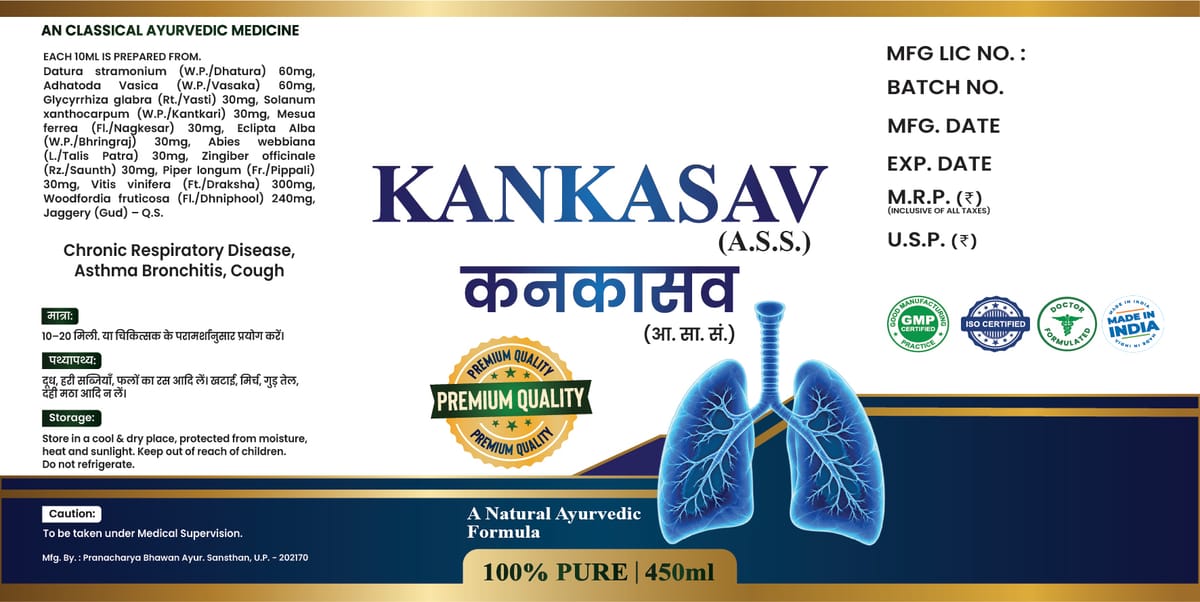 AN CLASSICAL AYURVEDIC MEDICINE
EACH 10ML IS PREPARED FROM.
Datura stramonium (W.P./Dhatura) 60mg,
Adhatoda Vasica (W.P./Vasaka) 60mg,
Glycyrrhiza glabra (Rt./Yasti) 30mg, Solanum
xanthocarpum (W.P./Kantkari) 30mg, Mesua
ferrea (Fl./Nagkesar) 30mg, Eclipta Alba
(W.P./Bhringraj) 30mg, Abies webbiana
(L./Talis Patra) 30mg, Zingiber officinale
(Rz./Saunth) 30mg, Piper longum (Fr./Pippali)
30mg, Vitis vinifera (Ft./Draksha) 300mg,
Woodfordia fruticosa (Fl./Dhniphool) 240mg,
Jaggery (Gud) – Q.S.
Chronic Respiratory Disease,
Asthma Bronchitis, Cough
मात्रा:
10-20 मिली. या चिकित्सक के परामर्शानुसार प्रयोग करें।
पथ्यापथ्य:
दूध, हरी सब्जियाँ, फलों का रस आदि लें। खटाई, मिर्च, गुड़ तेल,
दही मठा आदि न लें।
Storage:
Store in a cool & dry place, protected from moisture,
heat and sunlight. Keep out of reach of children.
Do not refrigerate.
Caution:
To be taken under Medical Supervision.
Mfg. By. : Pranacharya Bhawan Ayur. Sansthan, U.P. - 202170
KANKASAV
(A.S.S.)
कनकासव
(आ. सा. सं.)
PREMIUM QUALITY
PREMIUM QUALITY
PREMIUM QUALITY
A Natural Ayurvedic
Formula
100% PURE | 450ml
MFG LIC NO. :
BATCH NO.
MFG. DATE
EXP. DATE
M.R.P. (₹)
(INCLUSIVE OF ALL TAXES)
U.S.P. (₹)
GOOD MANUFACTURING
GMP
CERTIFIED
PRACTICE
ISO CERTIFIED
DOCTOR
FORMULATED
MADE IN INDIA
MADE IN
INDIA